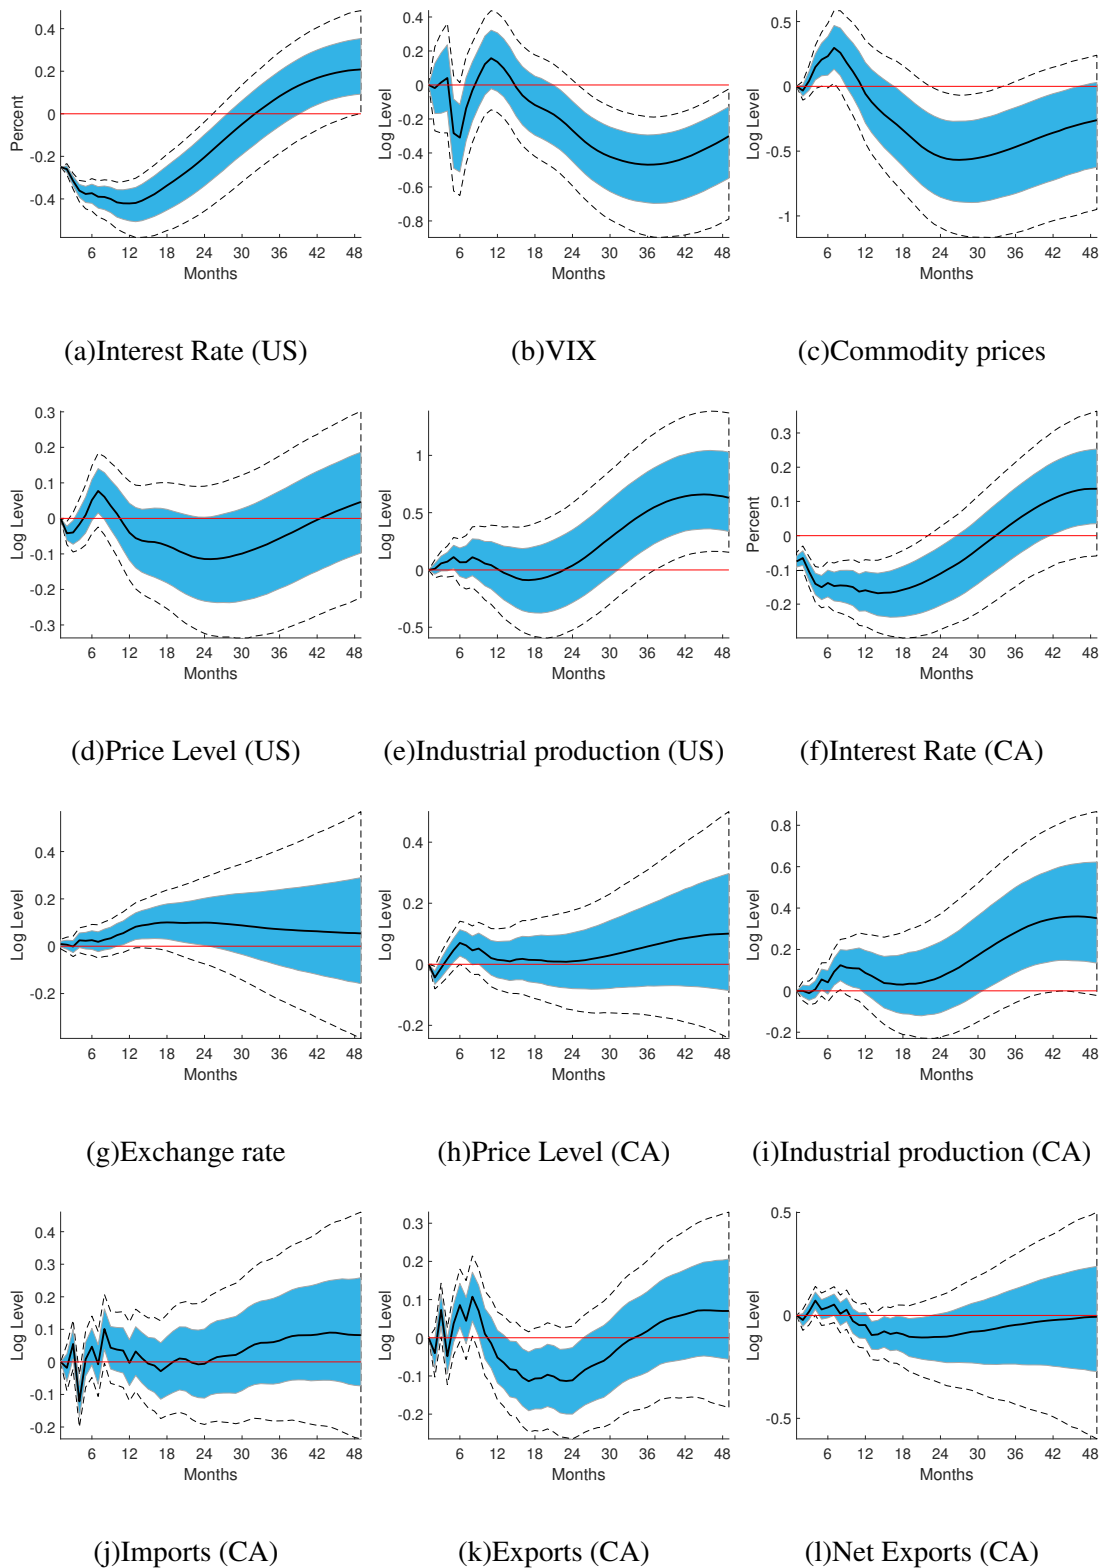 0.4
0.2
0
-0.2
-0.4
Percent
6 12 18 24 30 36 42 48
Months
(a)Interest Rate (US)
0.4
0.2
0
-0.2
-0.4
-0.6
-0.8
Log Level
6 12 18 24 30 36 42 48
Months
(b)VIX
0.5
0
-0.5
-1
Log Level
6 12 18 24 30 36 42 48
Months
(c)Commodity prices
0.3
0.2
0.1
0
-0.1
-0.2
-0.3
Log Level
6 12 18 24 30 36 42 48
Months
(d)Price Level (US)
1
0.5
0
-0.5
Log Level
6 12 18 24 30 36 42 48
Months
(e)Industrial production (US)
0.3
0.2
0.1
0
-0.1
-0.2
Percent
6 12 18 24 30 36 42 48
Months
(f)Interest Rate (CA)
0.4
0.2
0
-0.2
Log Level
6 12 18 24 30 36 42 48
Months
(g)Exchange rate
0.4
0.2
0
-0.2
Log Level
6 12 18 24 30 36 42 48
Months
(h)Price Level (CA)
0.8
0.6
0.4
0.2
0
-0.2
Log Level
6 12 18 24 30 36 42 48
Months
(i)Industrial production (CA)
0.4
0.3
0.2
0.1
0
-0.1
-0.2
Log Level
6 12 18 24 30 36 42 48
Months
(j)Imports (CA)
0.3
0.2
0.1
0
-0.1
-0.2
Log Level
6 12 18 24 30 36 42 48
Months
(k)Exports (CA)
0.5
0
-0.5
Log Level
6 12 18 24 30 36 42 48
Months
(l)Net Exports (CA)